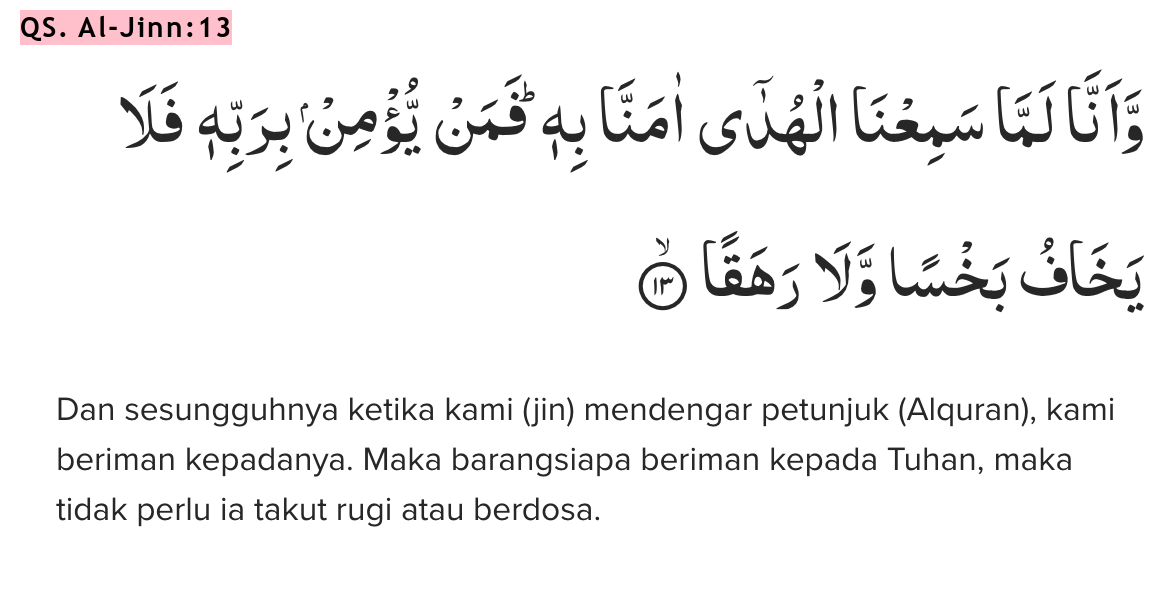 QS. Al-Jinn:13
وَّاَنَّا لَمَّا سَمِعْنَا الْهُدٰٓى اٰمَنَّا بِهٖۗ فَمَنْ يُّؤْمِنْۢ بِرَبِّهٖ فَلَا
يَخَافُ بَخْسًا وَّلَا رَهَقًاۙ ١٣
Dan sesungguhnya ketika kami (jin) mendengar petunjuk (Alquran), kami
beriman kepadanya. Maka barangsiapa beriman kepada Tuhan, maka
tidak perlu ia takut rugi atau berdosa.